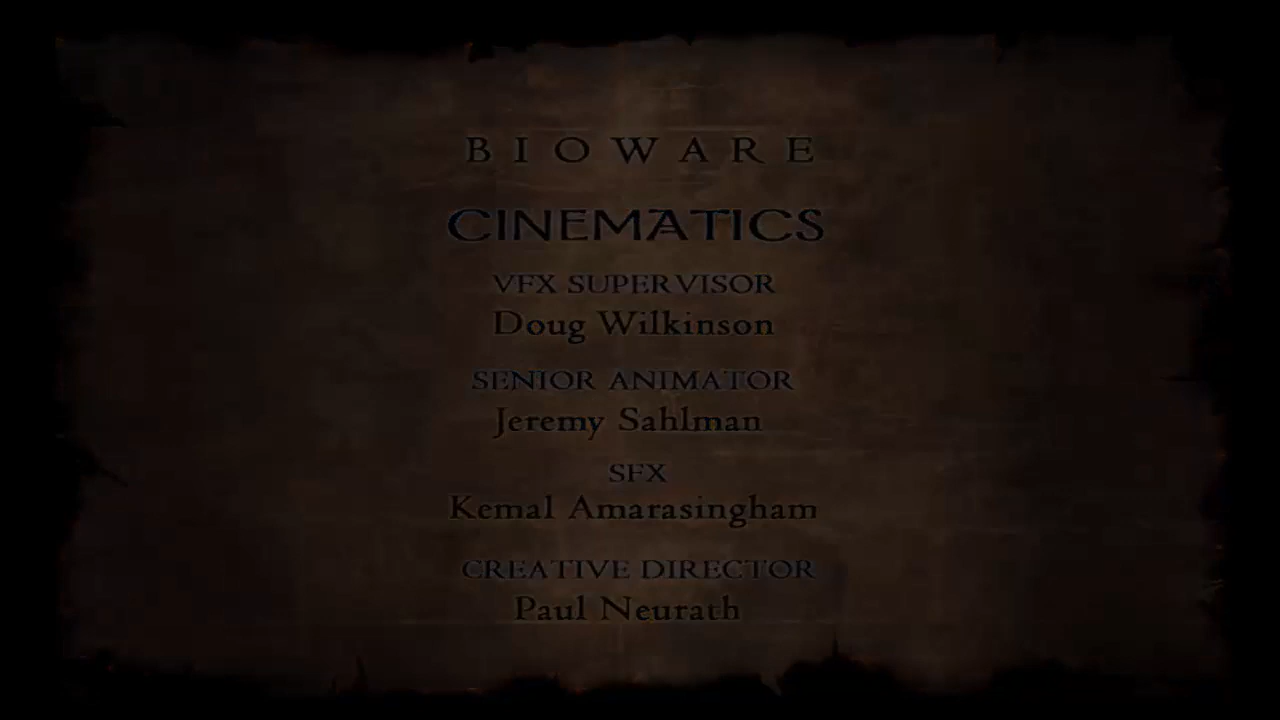 BIOWARE
CINEMATICS
VFX SUPERVISOR
Doug Wilkinson
SENIOR ANIMATOR
Jeremy Sahlman
SFX
Kemal Amarasingham
CREATIVE DIRECTOR
Paul Neurath